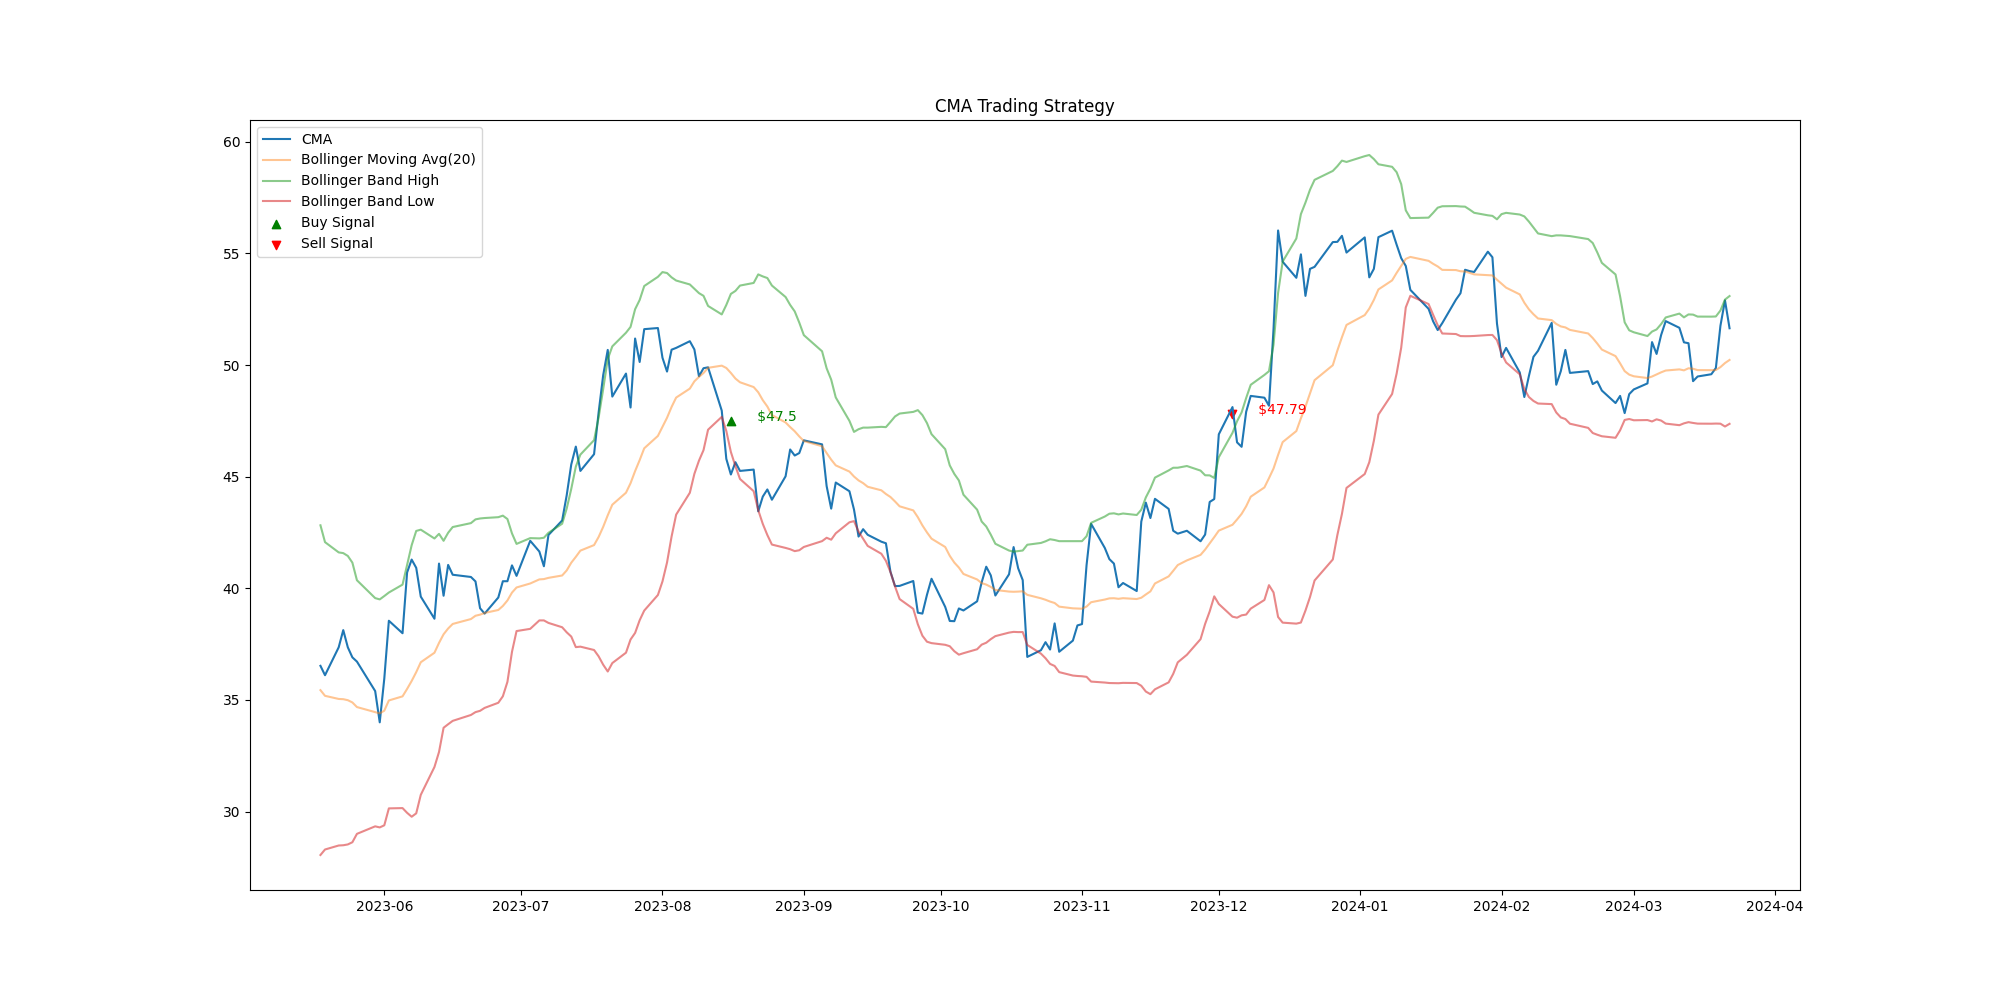 CMA Trading Strategy
CMA
Bollinger Moving Avg(20)
Bollinger Band High
Bollinger Band Low
Buy Signal
Sell Signal
60
55
50
45
40
35
30
$47.5
$47.79
2023-06 2023-07 2023-08 2023-09 2023-10 2023-11 2023-12 2024-01 2024-02 2024-03 2024-04